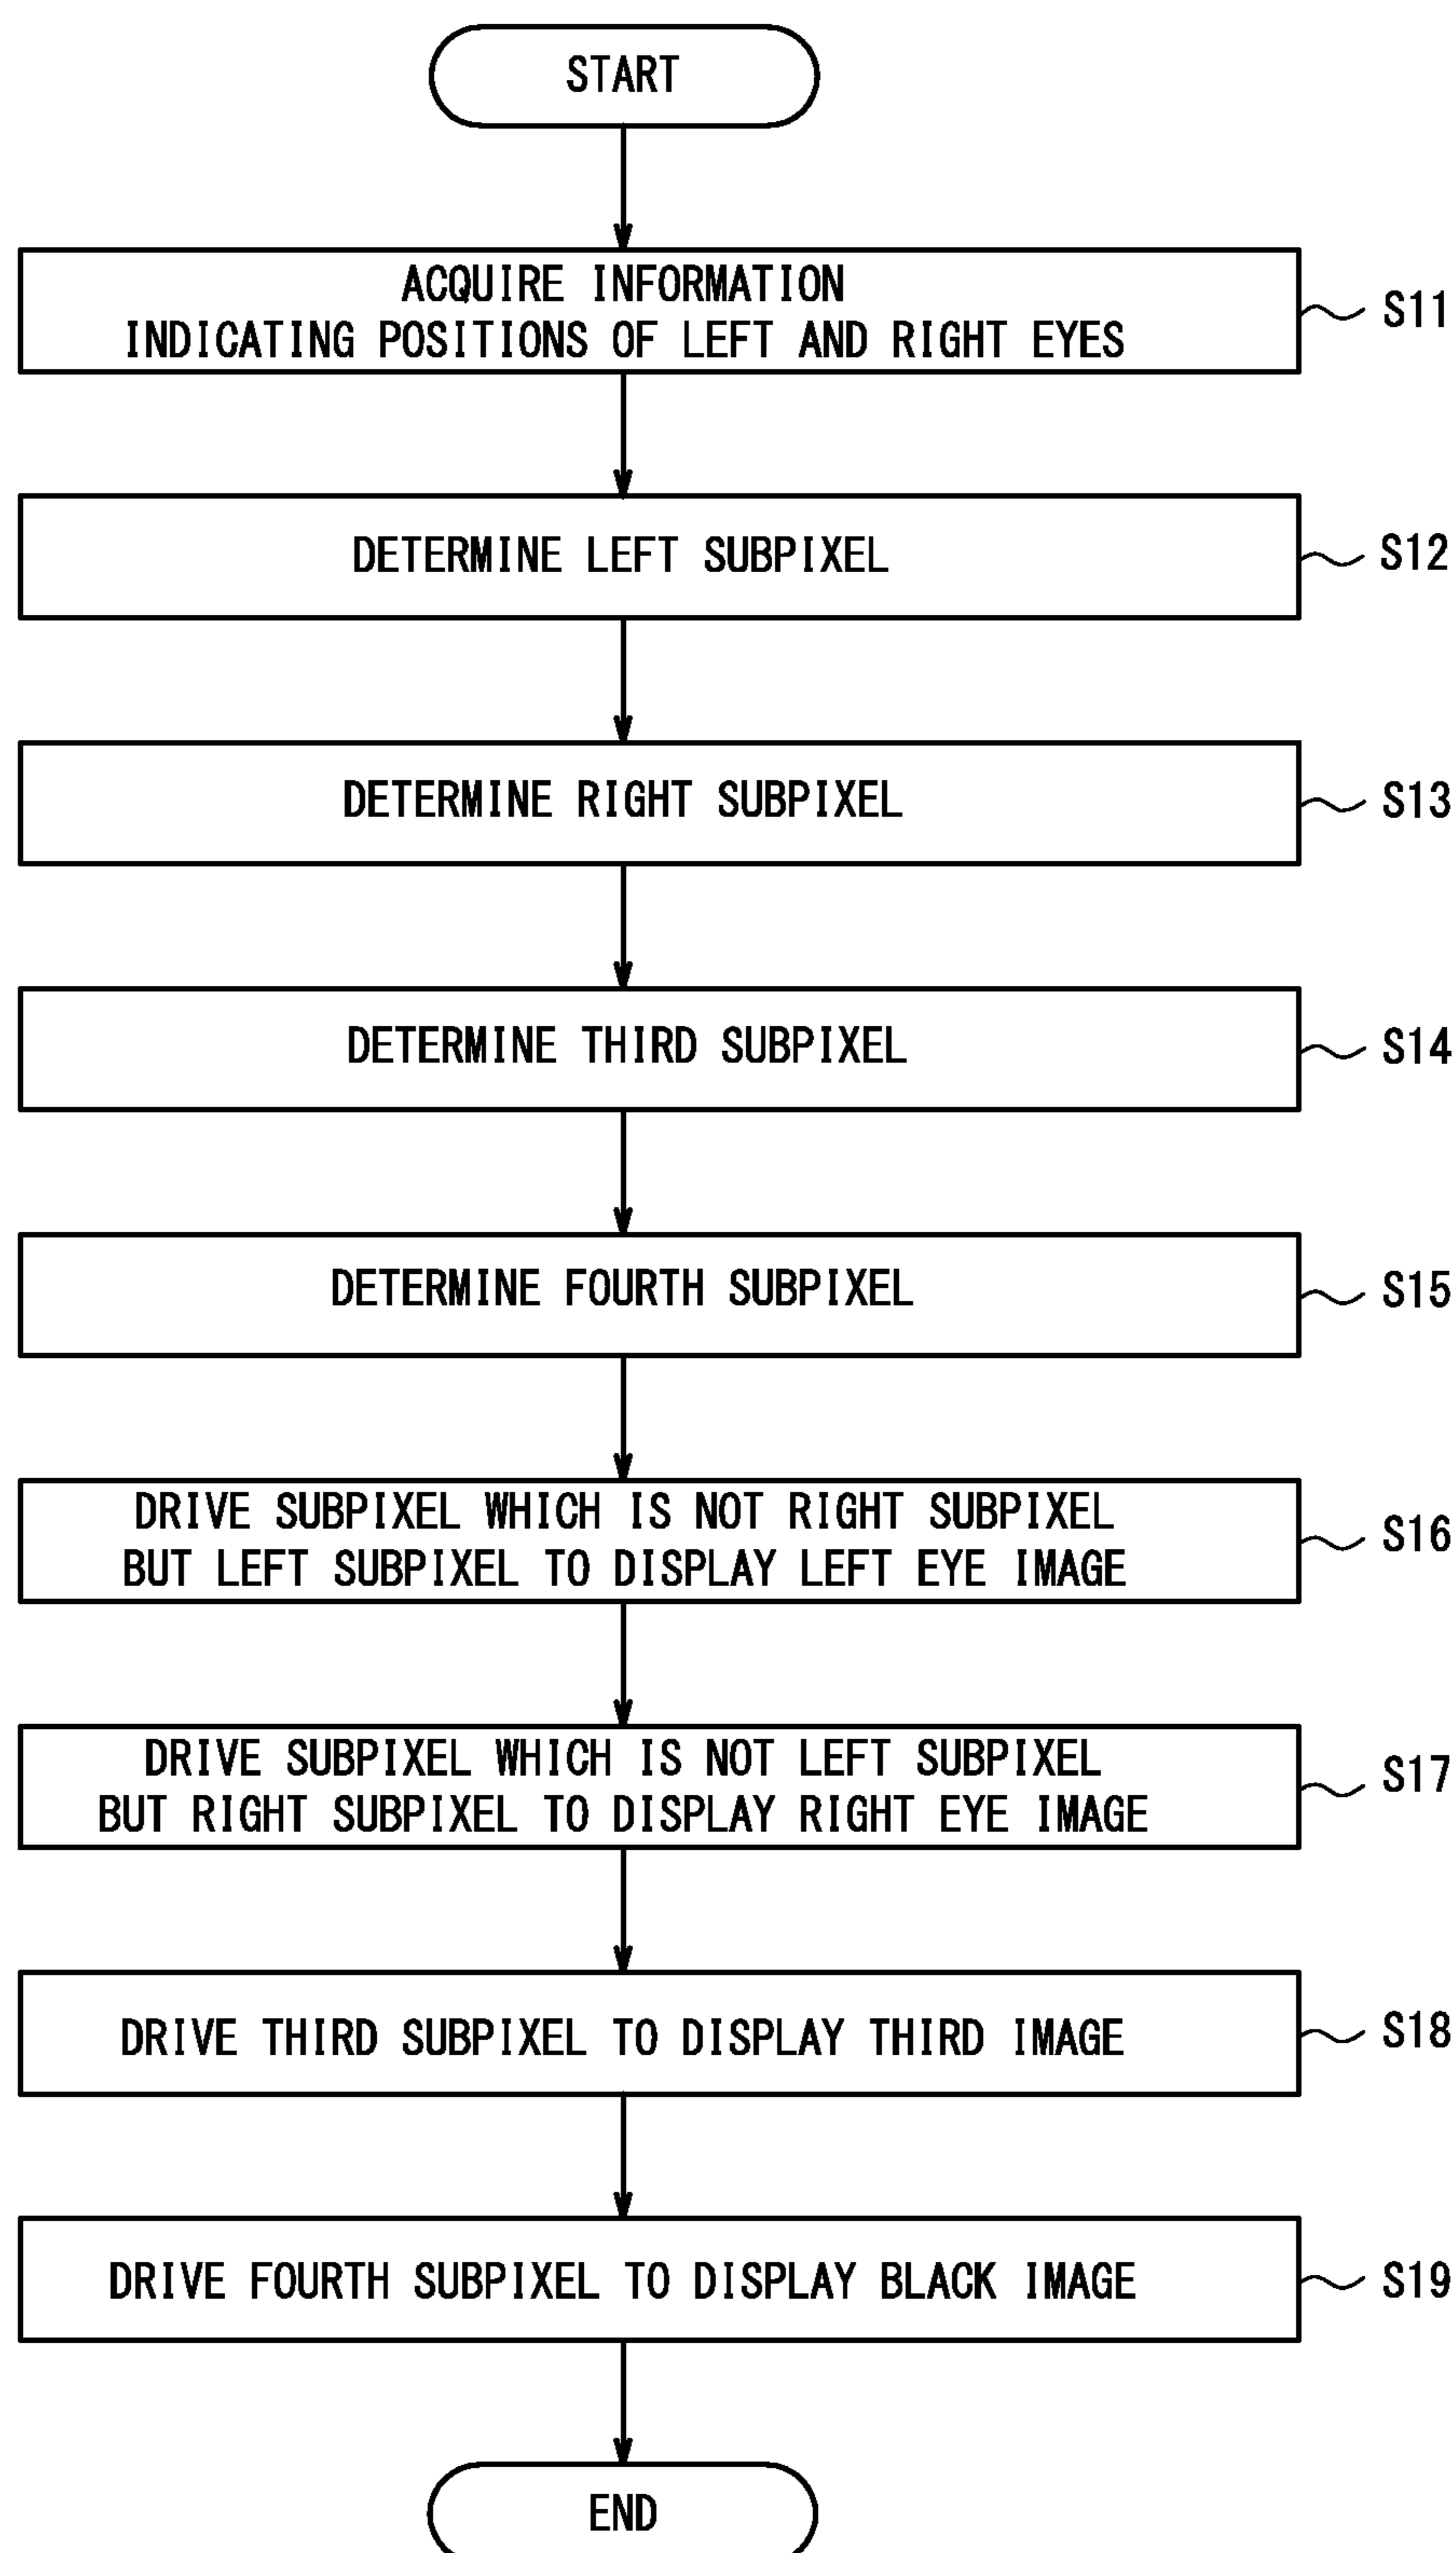 START
ACQUIRE INFORMATION
INDICATING POSITIONS OF LEFT AND RIGHT EYES
S11
DETERMINE LEFT SUBPIXEL
S12
DETERMINE RIGHT SUBPIXEL
S13
DETERMINE THIRD SUBPIXEL
S14
DETERMINE FOURTH SUBPIXEL
S15
DRIVE SUBPIXEL WHICH IS NOT RIGHT SUBPIXEL
BUT LEFT SUBPIXEL TO DISPLAY LEFT EYE IMAGE
S16
DRIVE SUBPIXEL WHICH IS NOT LEFT SUBPIXEL
BUT RIGHT SUBPIXEL TO DISPLAY RIGHT EYE IMAGE
S17
DRIVE THIRD SUBPIXEL TO DISPLAY THIRD IMAGE
S18
DRIVE FOURTH SUBPIXEL TO DISPLAY BLACK IMAGE
S19
END